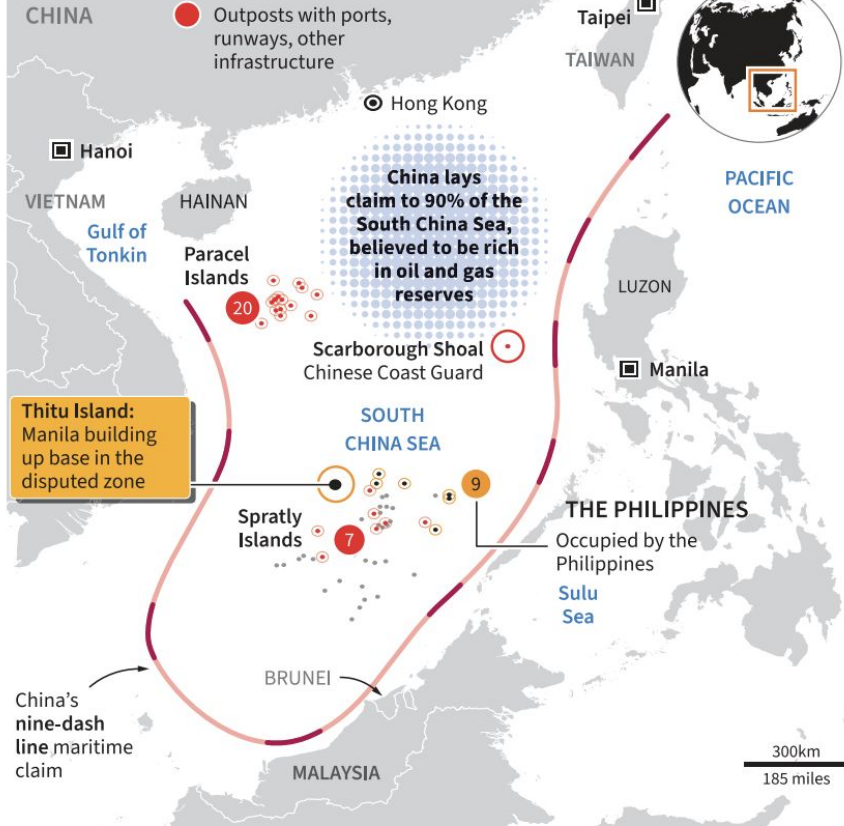 CHINA
Outposts with ports,
runways, other
infrastructure
Taipei
TAIWAN
Hong Kong
Hanoi
VIETNAM
HAINAN
Gulf of
Tonkin
China lays
claim to 90% of the
South China Sea,
believed to be rich
in oil and gas
reserves
PACIFIC
OCEAN
Paracel
Islands
20
LUZON
Scarborough Shoal
Chinese Coast Guard
Manila
Thitu Island:
Manila building
up base in the
disputed zone
SOUTH
CHINA SEA
9
THE PHILIPPINES
Occupied by the
Philippines
Spratly
Islands
7
Sulu
Sea
BRUNEI
China's
nine-dash
line maritime
claim
MALAYSIA
300km
185 miles